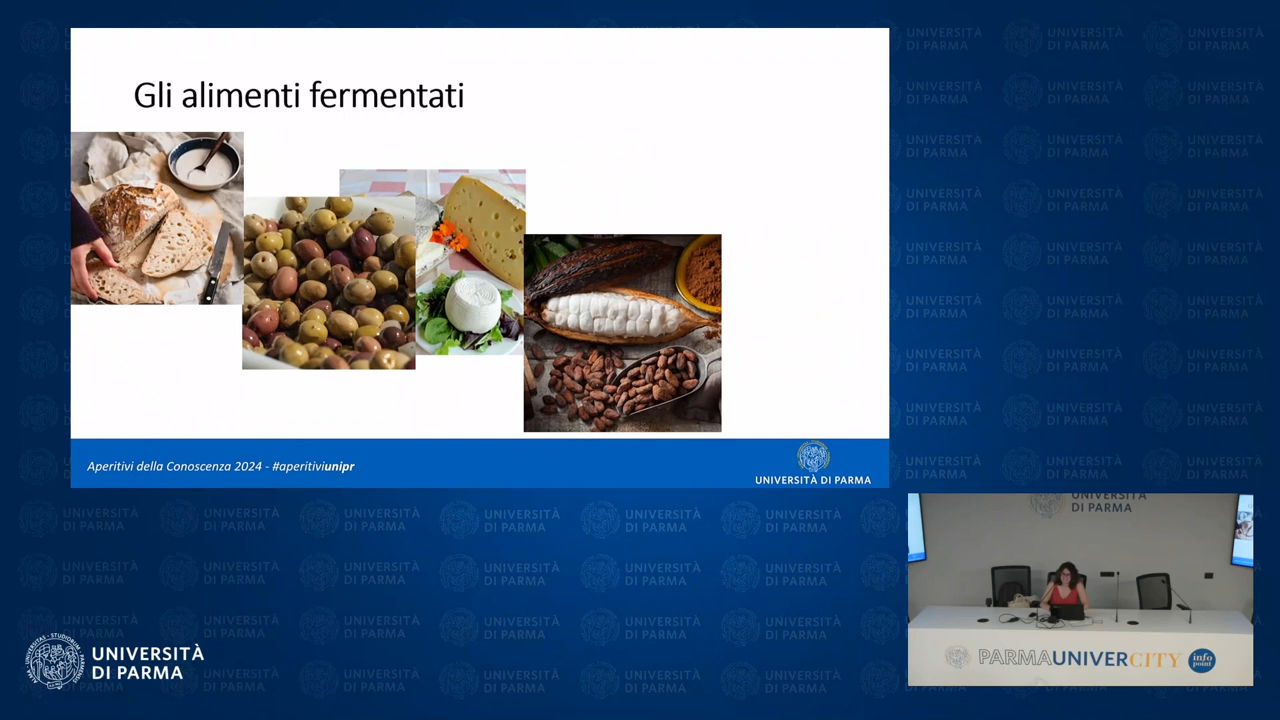 Gli alimenti fermentati
Aperitivi della Conoscenza 2024 - #aperitiviunipr
UNIVERSITÀ DI PARMA
UNIVERSITÀ
DI PARMA
PARMAUNIVERCITY
info
point
UNIVERSITÀ
DI PARMA